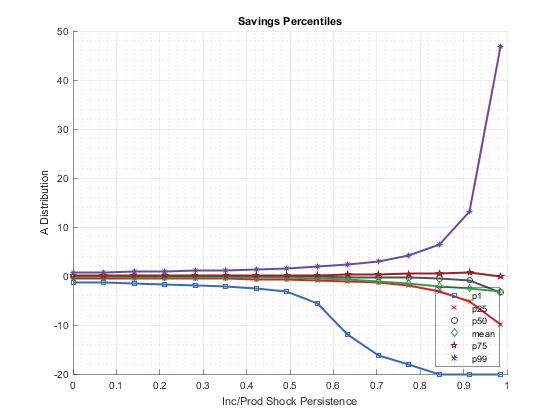 Savings Percentiles
50
40
30
20
10
0
-10
-20
A Distribution
0
0.1
0.2
0.3
0.4
0.5
0.6
0.7
0.8
0.9
1
Inc/Prod Shock Persistence
p1
p25
p50
mean
p75
p99